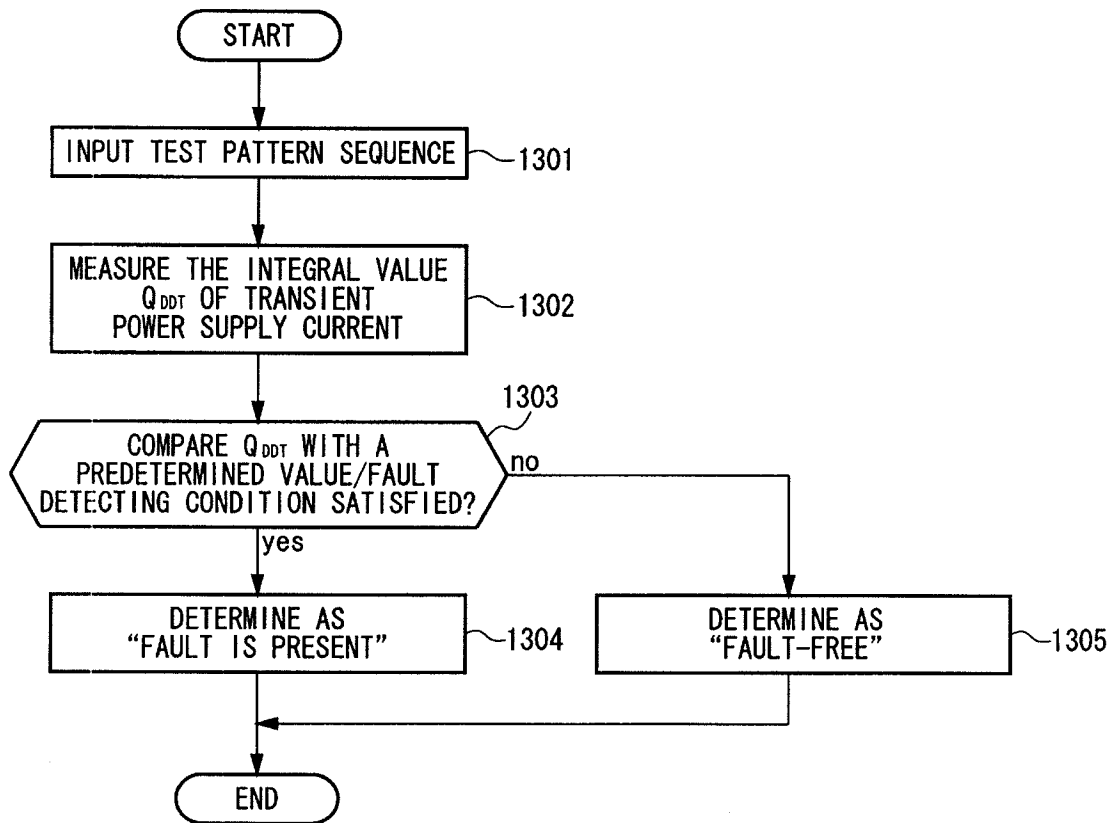 START
INPUT TEST PATTERN SEQUENCE
1301
MEASURE THE INTEGRAL VALUE
QDDT OF TRANSIENT
POWER SUPPLY CURRENT
1302
1303
COMPARE QDDT WITH A
PREDETERMINED VALUE/FAULT
DETECTING CONDITION SATISFIED?
no
yes
DETERMINE AS
“FAULT IS PRESENT”
1304
DETERMINE AS
“FAULT-FREE”
1305
END